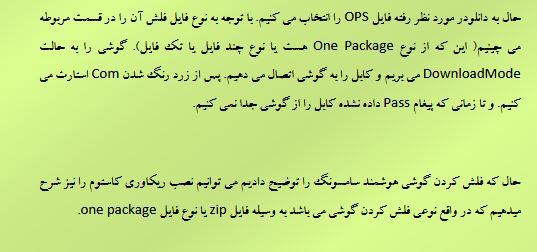 حال به دانلودر مورد نظر رفته فایل OPS را انتخاب می کنیم. با توجه به نوع فایل فلش آن را در قسمت مربوطه
می چینیم( این که از نوع One Package هست یا نوع چند فایل یا تک فایل). گوشی را به حالت
DownloadMode می بریم و کابل را به گوشی اتصال می دهیم. پس از زرد رنگ شدن Com استارت می
کنیم. و تا زمانی که پیغام Pass داده نشده کابل را از گوشی جدا نمی کنیم.
حال که فلش کردن گوشی هوشمند سامسونگ را توضیح دادیم می توانیم نصب ریکاوری کاستوم را نیز شرح
میدهیم که در واقع نوعی فلش کردن گوشی می باشد به وسیله فایل zip یا نوع فایل one package.